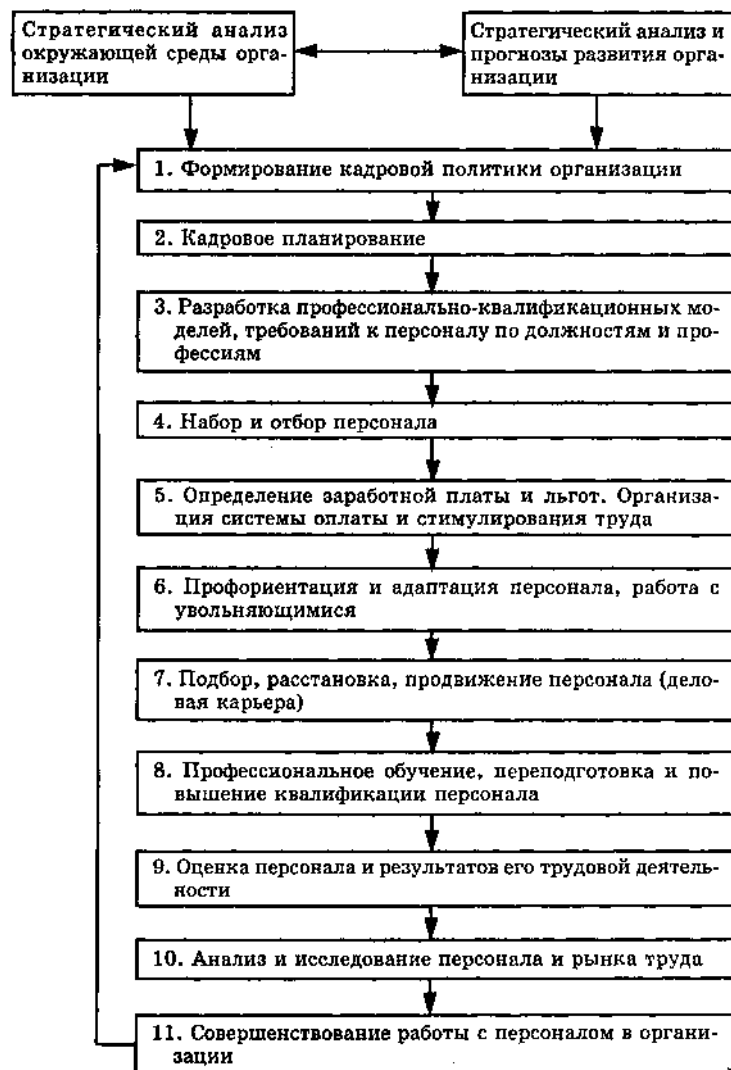 Стратегический анализ
окружающей среды орга-
низации
Стратегический анализ и
прогнозы развития орга-
низации
1. Формирование кадровой политики организации
2. Кадровое планирование
3. Разработка профессионально-квалификационных мо-
делей, требований к персоналу по должностям и про-
фессиям
4. Набор и отбор персонала
5. Определение заработной платы и льгот. Организа-
ция системы оплаты и стимулирования труда
6. Профориентация и адаптация персонала, работа с
увольняющимися
7. Подбор, расстановка, продвижение персонала (дело-
вая карьера)
8. Профессиональное обучение, переподготовка и по-
вышение квалификации персонала
9. Оценка персонала и результатов его трудовой деятель-
ности
10. Анализ и исследование персонала и рынка труда
11. Совершенствование работы с персоналом в органи-
зации